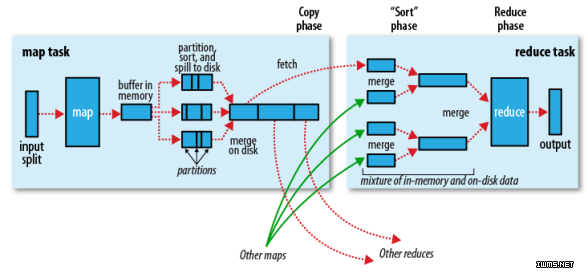 Copy
phase
“Sort”
phase
Reduce
phase
map task
partition,
sort, and
spill to disk
fetch
reduce task
buffer in
memory
map
merge
merge
reduce
input
split
merge
on disk
merge
output
partitions
mixture of in-memory and on-disk data
Other maps
Other reduces
IWMS.NET